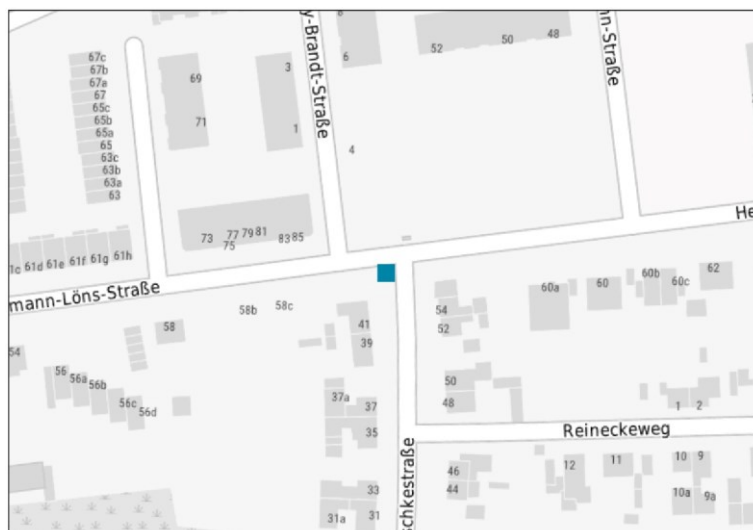 67c
67b
67a
67
65c
65b
65a
65
63c
63b
63a
63
69
71
3
1
y-Brandt-Straße
6
4
52
50
48
nn-Straße
73
75
77
79
81
83
85
61c
61d
61e
61f
61g
61h
mann-Löns-Straße
He
58b
58c
58
54
56
56a
56b
56c
56d
41
39
37a
37
35
33
31a
31
schkestraße
54
52
50
48
46
44
60a
60
60b
60c
62
1
2
Reineckeweg
12
11
10
9
10a
9a